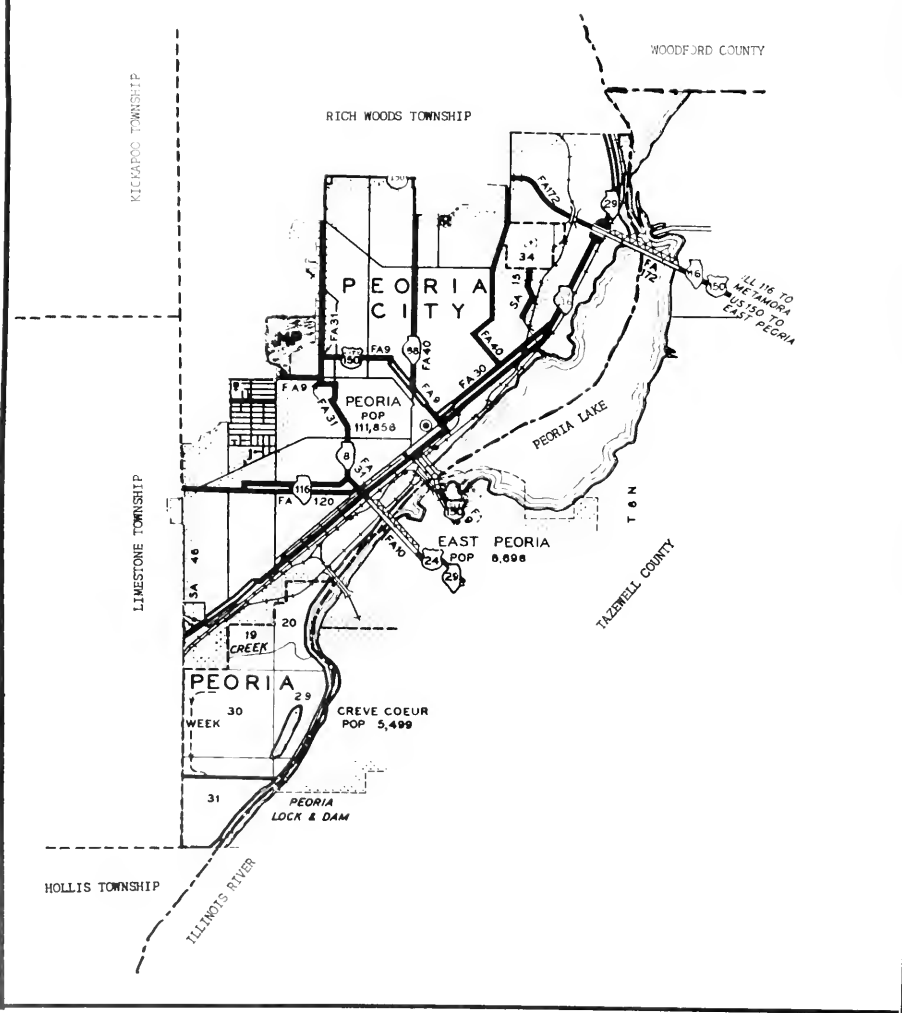 WOODFORD COUNTY
KICKAPOO TOWNSHIP
RICH WOODS TOWNSHIP
150
FA172
29
34
SA 15
FA
172
116
150
ILL 116 TO
METAMORA
US 150 TO
EAST PEORIA
PEORIA
CITY
FA31
88
FA40
FA40
150
FA9
FA9
FA30
FA9
FA31
PEORIA
POP
111,856
PEORIA LAKE
8
FA
31
116
FA 120
150
FA9
T 8 N
LIMESTONE TOWNSHIP
EAST PEORIA
POP 8,698
FA10
24
29
TAZEWELL COUNTY
SA 46
19
20
CREEK
PEORIA
29
30
WEEK
CREVE COEUR
POP 5,499
31
PEORIA
LOCK & DAM
HOLLIS TOWNSHIP
ILLINOIS RIVER